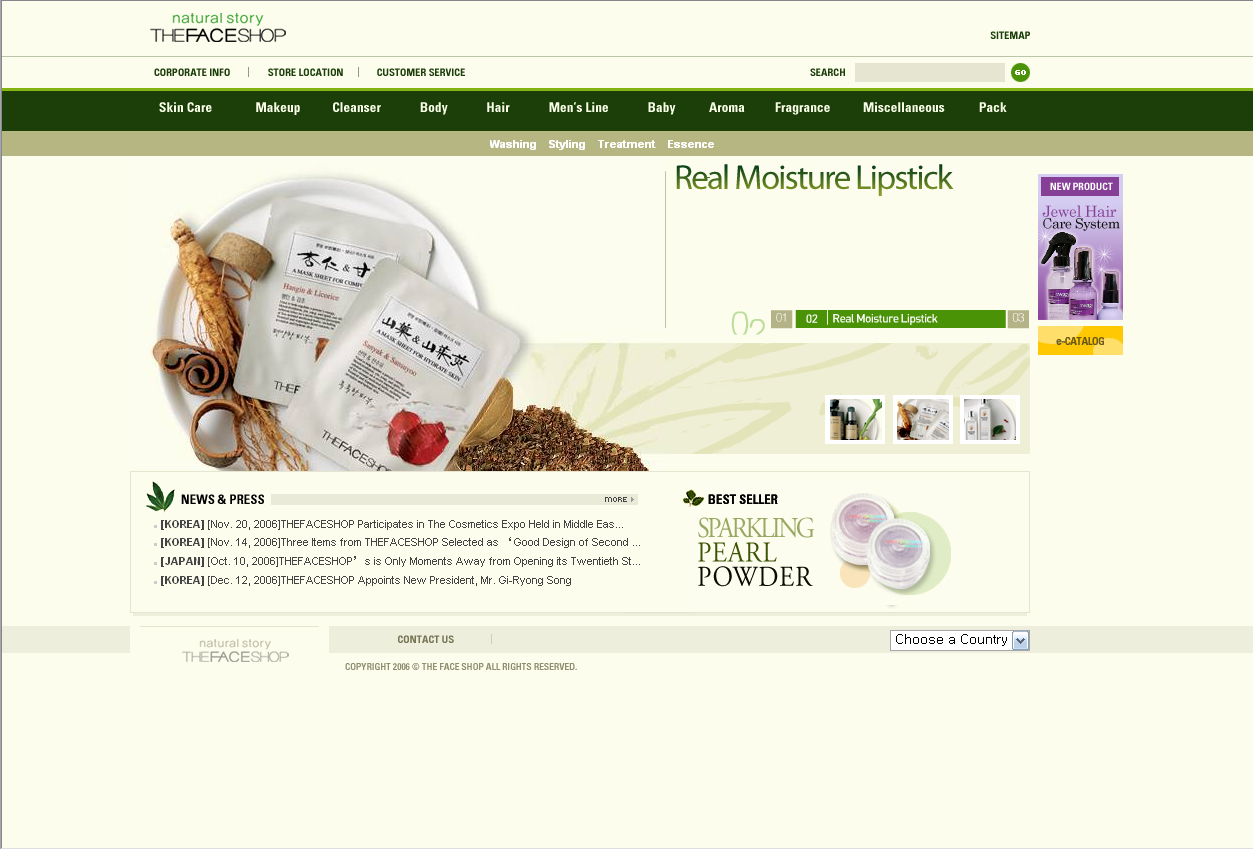 natural story
THEFACESHOP
SITEMAP
CORPORATE INFO
STORE LOCATION
CUSTOMER SERVICE
SEARCH
GO
Skin Care
Makeup
Cleanser
Body
Hair
Men's Line
Baby
Aroma
Fragrance
Miscellaneous
Pack
Washing
Styling
Treatment
Essence
Real Moisture Lipstick
02
01
02
Real Moisture Lipstick
03
NEW PRODUCT
Jewel Hair
Care System
e-CATALOG
杏仁 & 甘
Hangin & Licorice
THEF
山藥 & 山茱萸
A MASK SHEET FOR HYDRATE SKIN
Sanyak & Sansuyoo
THEFACESHOP
NEWS & PRESS
MORE
[KOREA] [Nov. 20, 2006]THEFACESHOP Participates in The Cosmetics Expo Held in Middle Eas...
[KOREA] [Nov. 14, 2006]Three Items from THEFACESHOP Selected as ‘Good Design of Second ...
[JAPAN] [Oct. 10, 2006]THEFACESHOP’s is Only Moments Away from Opening its Twentieth St...
[KOREA] [Dec. 12, 2006]THEFACESHOP Appoints New President, Mr. Gi-Ryong Song
BEST SELLER
SPARKLING
PEARL
POWDER
natural story
THEFACESHOP
CONTACT US
Choose a Country
COPYRIGHT 2006 © THE FACE SHOP ALL RIGHTS RESERVED.